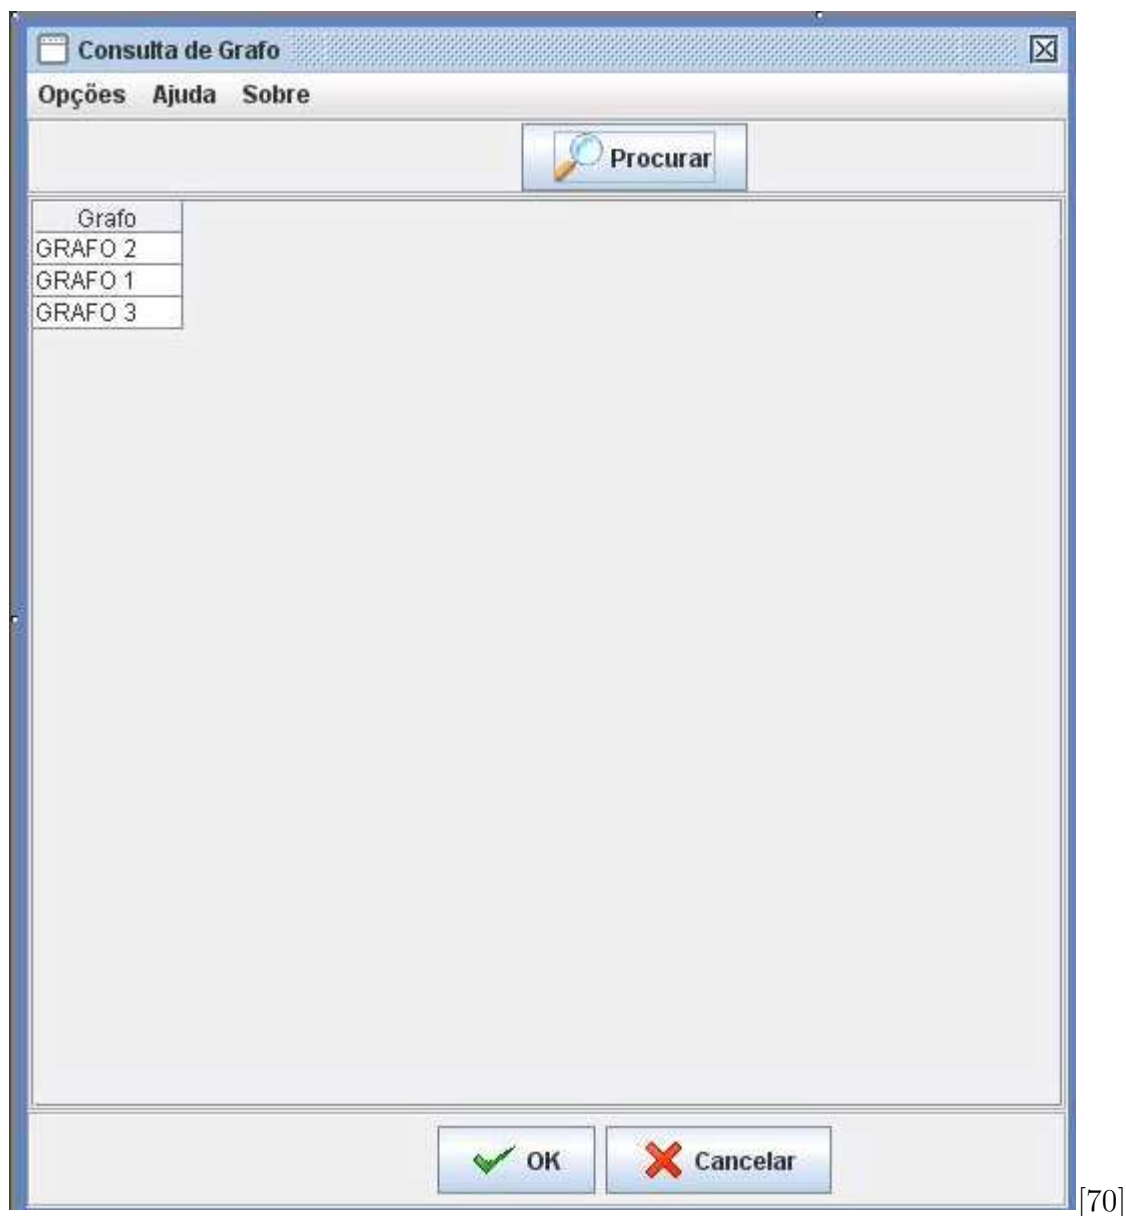 Consulta de Grafo
Opções Ajuda Sobre
Procurar
Grafo
GRAFO 2
GRAFO 1
GRAFO 3
OK Cancelar
[70]